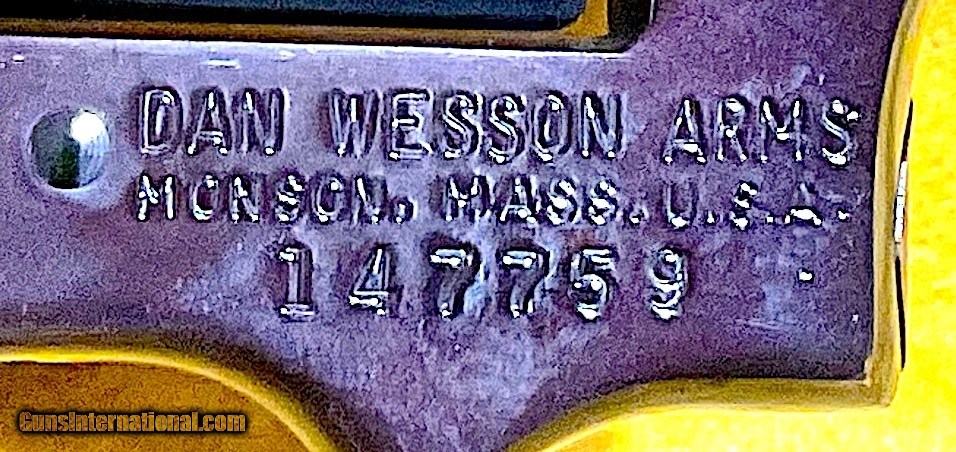 DAN WESSON ARMS
MONSON, MASS. U.S.A.
147759
GunsInternational.com